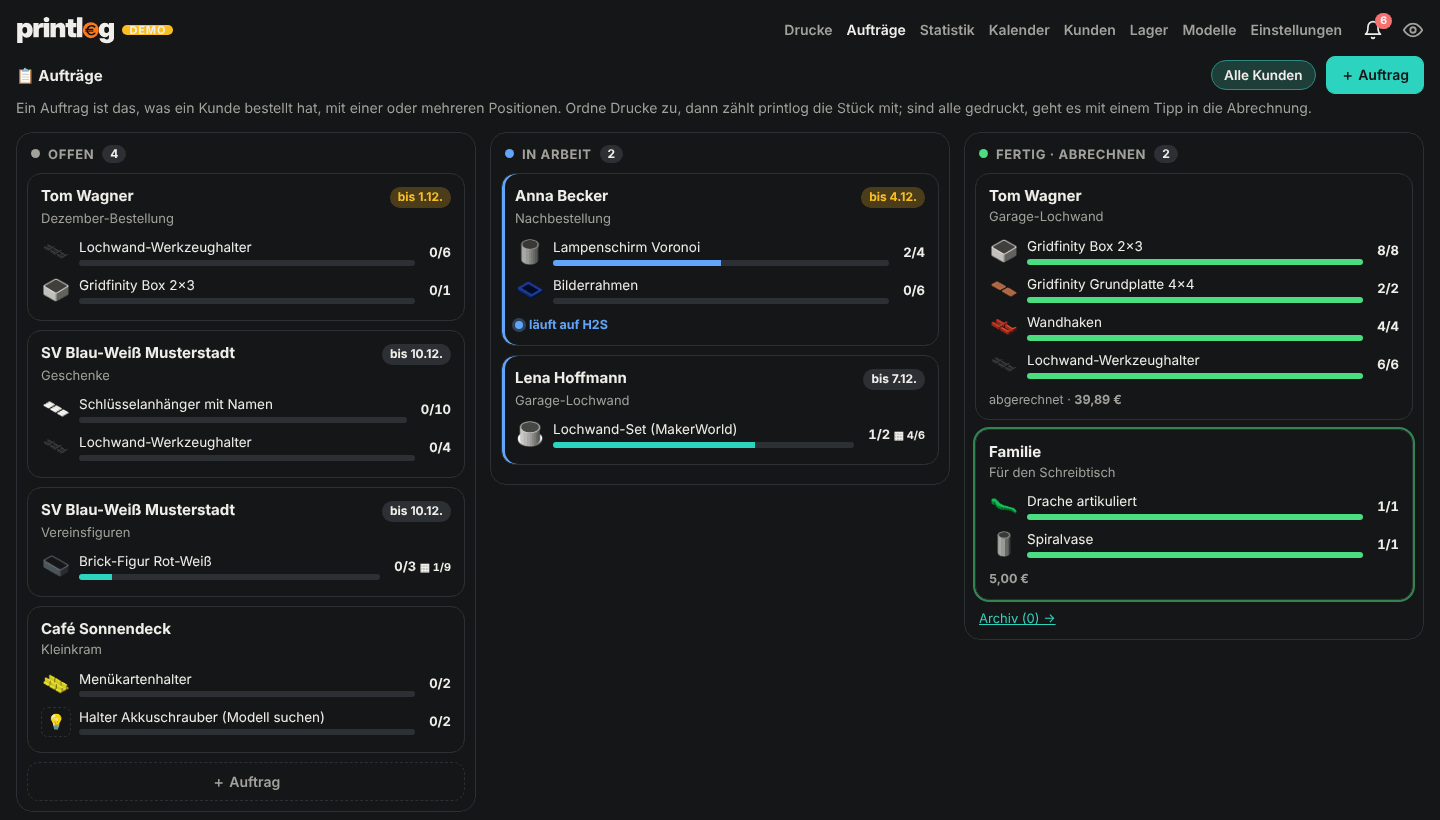 printlog DEMO
Drucke Aufträge Statistik Kalender Kunden Lager Modelle Einstellungen 6
📋 Aufträge
Alle Kunden
+ Auftrag
Ein Auftrag ist das, was ein Kunde bestellt hat, mit einer oder mehreren Positionen. Ordne Drucke zu, dann zählt printlog die Stück mit; sind alle gedruckt, geht es mit einem Tipp in die Abrechnung.
OFFEN 4
Tom Wagner bis 1.12.
Dezember-Bestellung
Lochwand-Werkzeughalter 0/6
Gridfinity Box 2×3 0/1
SV Blau-Weiß Musterstadt bis 10.12.
Geschenke
Schlüsselanhänger mit Namen 0/10
Lochwand-Werkzeughalter 0/4
SV Blau-Weiß Musterstadt bis 10.12.
Vereinsfiguren
Brick-Figur Rot-Weiß 0/3 ▦ 1/9
Café Sonnendeck
Kleinkram
Menükartenhalter 0/2
Halter Akkuschrauber (Modell suchen) 0/2
+ Auftrag
IN ARBEIT 2
Anna Becker bis 4.12.
Nachbestellung
Lampenschirm Voronoi 2/4
Bilderrahmen 0/6
läuft auf H2S
Lena Hoffmann bis 7.12.
Garage-Lochwand
Lochwand-Set (MakerWorld) 1/2 ▦ 4/6
FERTIG · ABRECHNEN 2
Tom Wagner
Garage-Lochwand
Gridfinity Box 2×3 8/8
Gridfinity Grundplatte 4×4 2/2
Wandhaken 4/4
Lochwand-Werkzeughalter 6/6
abgerechnet · 39,89 €
Familie
Für den Schreibtisch
Drache artikuliert 1/1
Spiralvase 1/1
5,00 €
Archiv (0) →